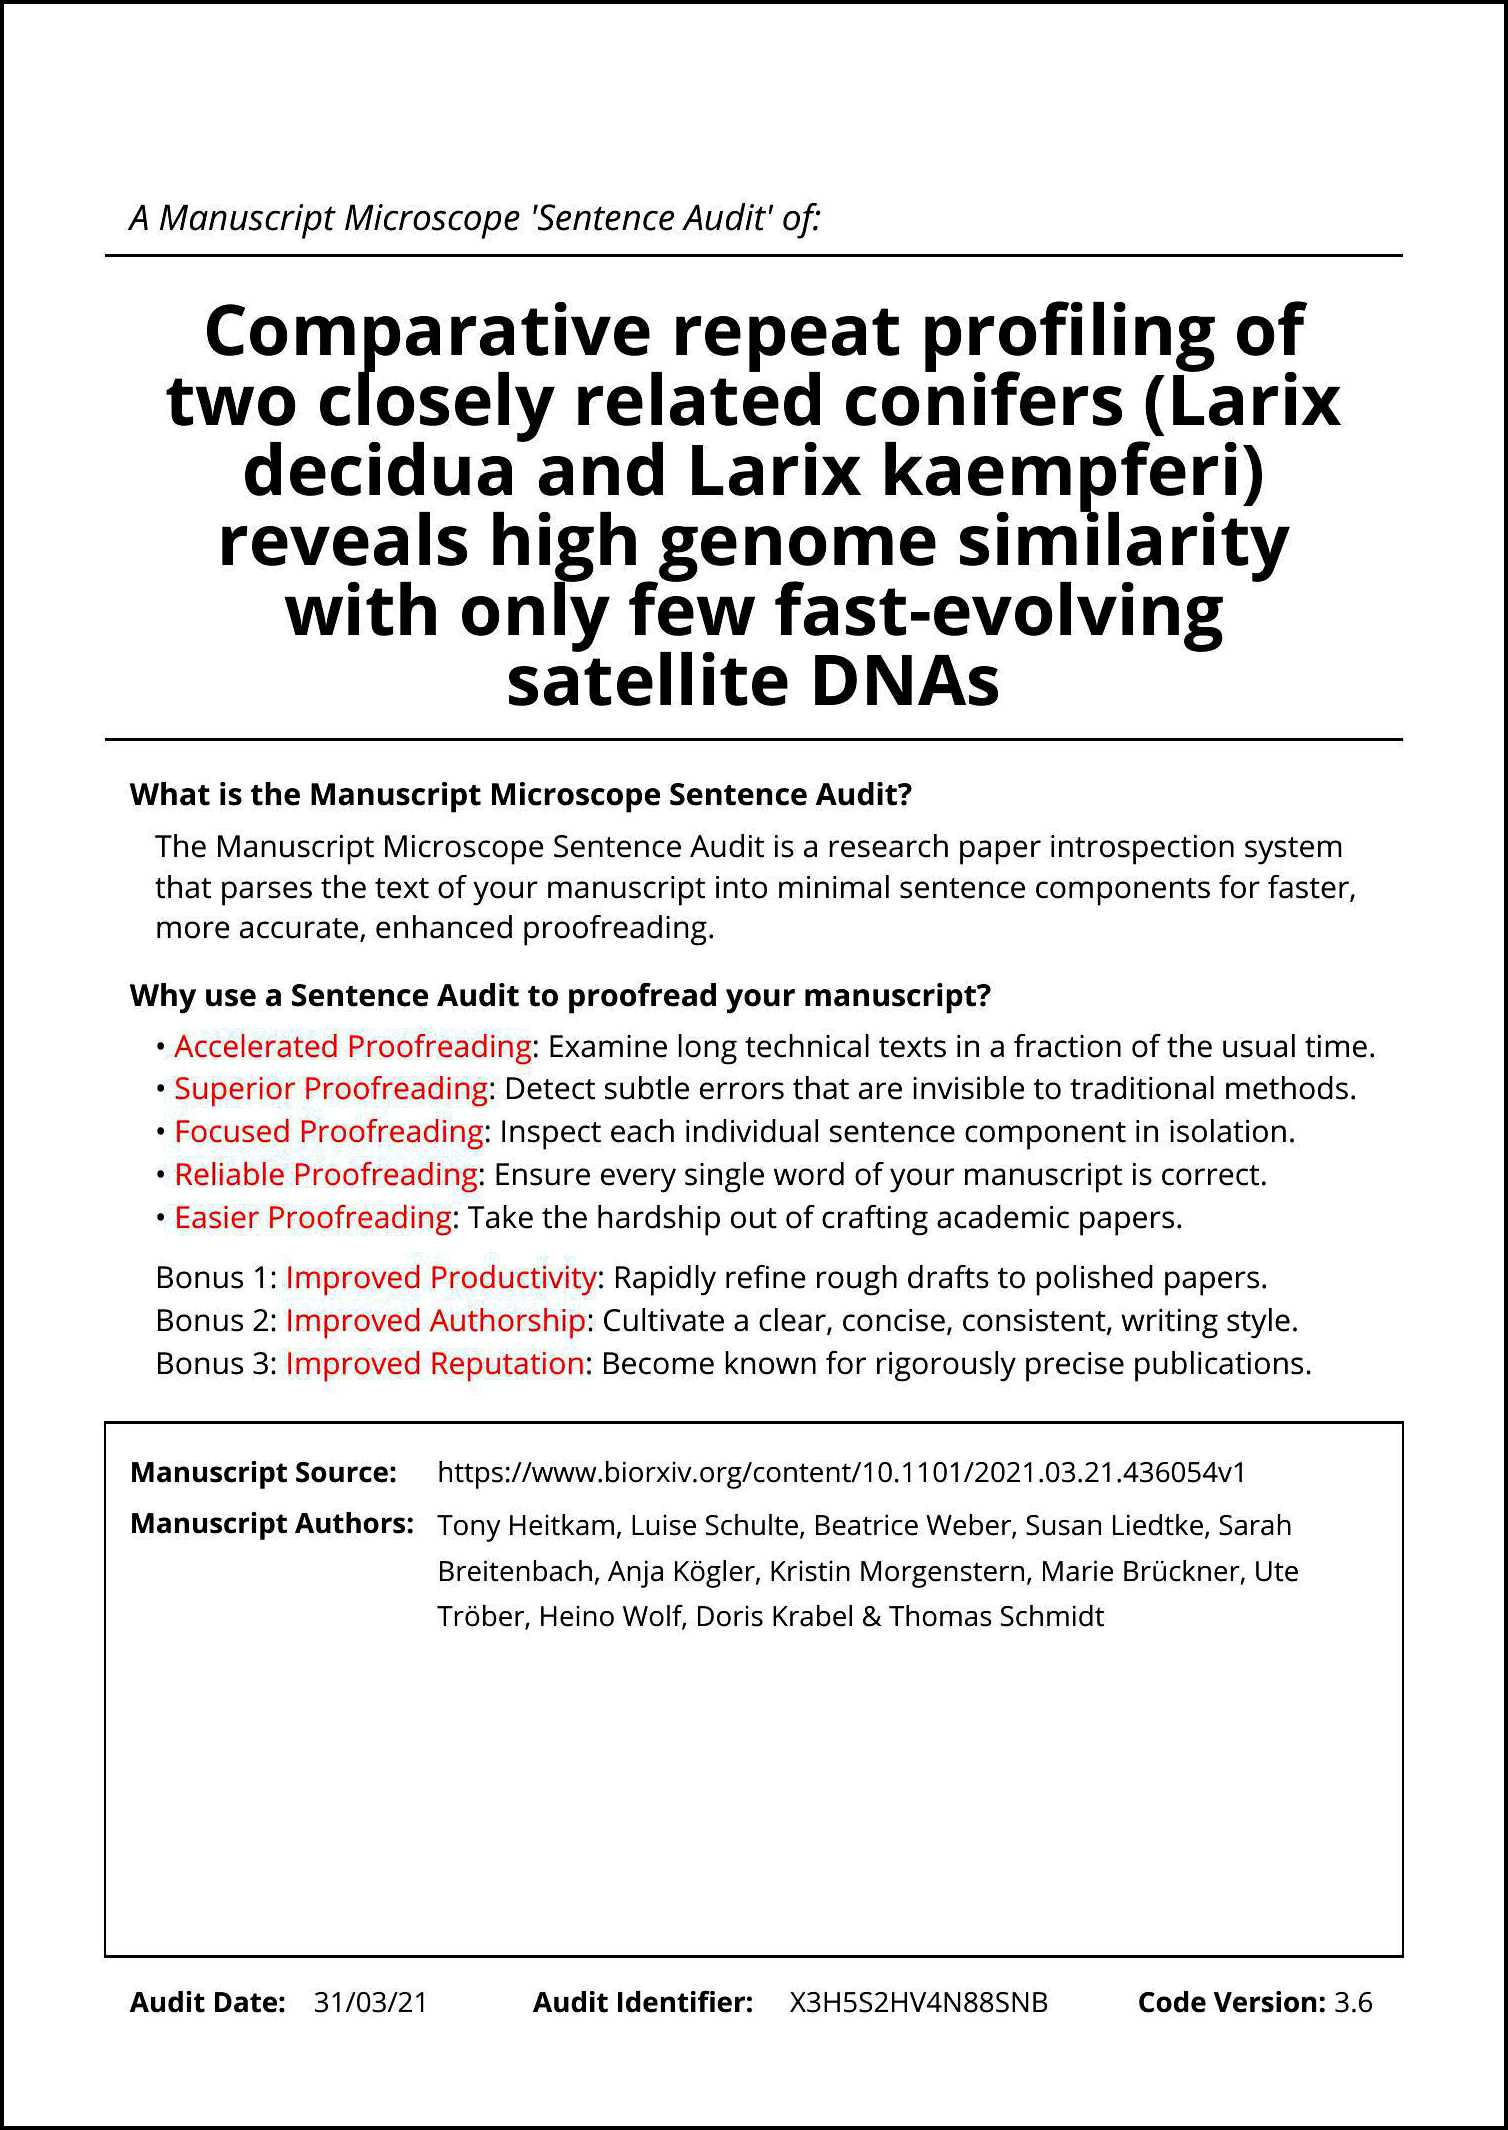 A Manuscript Microscope 'Sentence Audit' of:
Comparative repeat profiling of
two closely related conifers (Larix
decidua and Larix kaempferi)
reveals high genome similarity
with only few fast-evolving
satellite DNAs
What is the Manuscript Microscope Sentence Audit?
The Manuscript Microscope Sentence Audit is a research paper introspection system
that parses the text of your manuscript into minimal sentence components for faster,
more accurate, enhanced proofreading.
Why use a Sentence Audit to proofread your manuscript?
• Accelerated Proofreading: Examine long technical texts in a fraction of the usual time.
• Superior Proofreading: Detect subtle errors that are invisible to traditional methods.
• Focused Proofreading: Inspect each individual sentence component in isolation.
• Reliable Proofreading: Ensure every single word of your manuscript is correct.
• Easier Proofreading: Take the hardship out of crafting academic papers.
Bonus 1: Improved Productivity: Rapidly refine rough drafts to polished papers.
Bonus 2: Improved Authorship: Cultivate a clear, concise, consistent, writing style.
Bonus 3: Improved Reputation: Become known for rigorously precise publications.
Manuscript Source: https://www.biorxiv.org/content/10.1101/2021.03.21.436054v1
Manuscript Authors: Tony Heitkam, Luise Schulte, Beatrice Weber, Susan Liedtke, Sarah
Breitenbach, Anja Kögler, Kristin Morgenstern, Marie Brückner, Ute
Tröber, Heino Wolf, Doris Krabel & Thomas Schmidt
Audit Date: 31/03/21 Audit Identifier: X3H5S2HV4N88SNB Code Version: 3.6